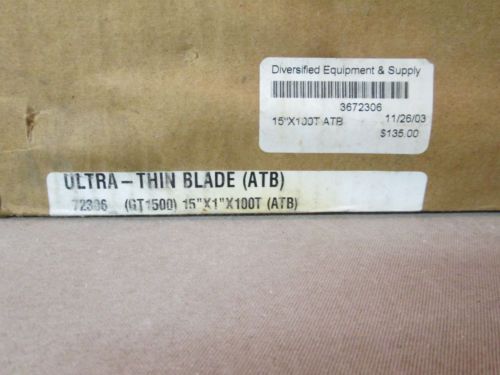 Diversified Equipment & Supply
3672306
15"X100T ATB 11/26/03
$135.00
ULTRA-THIN BLADE (ATB)
72306 (GT1500) 15"X1"X100T (ATB)